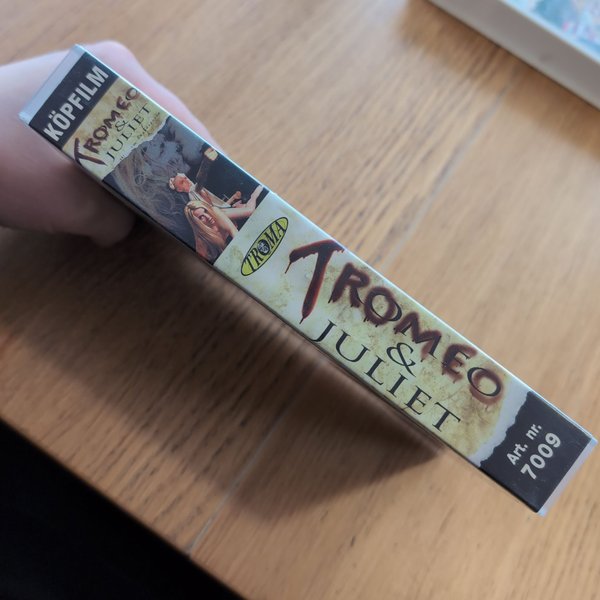 KÖPFILM
TROMEO
&
JULIET
TROMA
TROMEO
&
JULIET
Art. nr.
7009